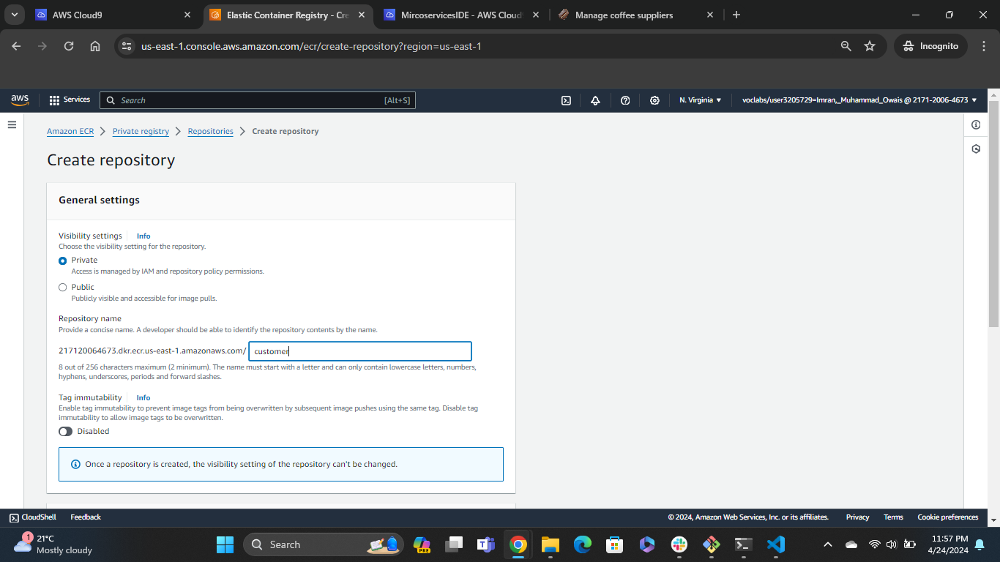 AWS Cloud9
Elastic Container Registry - Cre
MircoservicesIDE - AWS Cloud
Manage coffee suppliers
us-east-1.console.aws.amazon.com/ecr/create-repository?region=us-east-1
Incognito
aws
Services
Search
[Alt+S]
N. Virginia
voclabs/user3205729=Imran,_Muhammad_Owais @ 2171-2006-4673
Amazon ECR
Private registry
Repositories
Create repository
Create repository
General settings
Visibility settings
Info
Choose the visibility setting for the repository.
Private
Access is managed by IAM and repository policy permissions.
Public
Publicly visible and accessible for image pulls.
Repository name
Provide a concise name. A developer should be able to identify the repository contents by the name.
217120064673.dkr.ecr.us-east-1.amazonaws.com/
customer
8 out of 256 characters maximum (2 minimum). The name must start with a letter and can only contain lowercase letters, numbers,
hyphens, underscores, periods and forward slashes.
Tag immutability
Info
Enable tag immutability to prevent image tags from being overwritten by subsequent image pushes using the same tag. Disable tag
immutability to allow image tags to be overwritten.
Disabled
Once a repository is created, the visibility setting of the repository can't be changed.
CloudShell
Feedback
© 2024, Amazon Web Services, Inc. or its affiliates.
Privacy
Terms
Cookie preferences
1
21°C
Mostly cloudy
Search
PRE
11:57 PM
4/24/2024